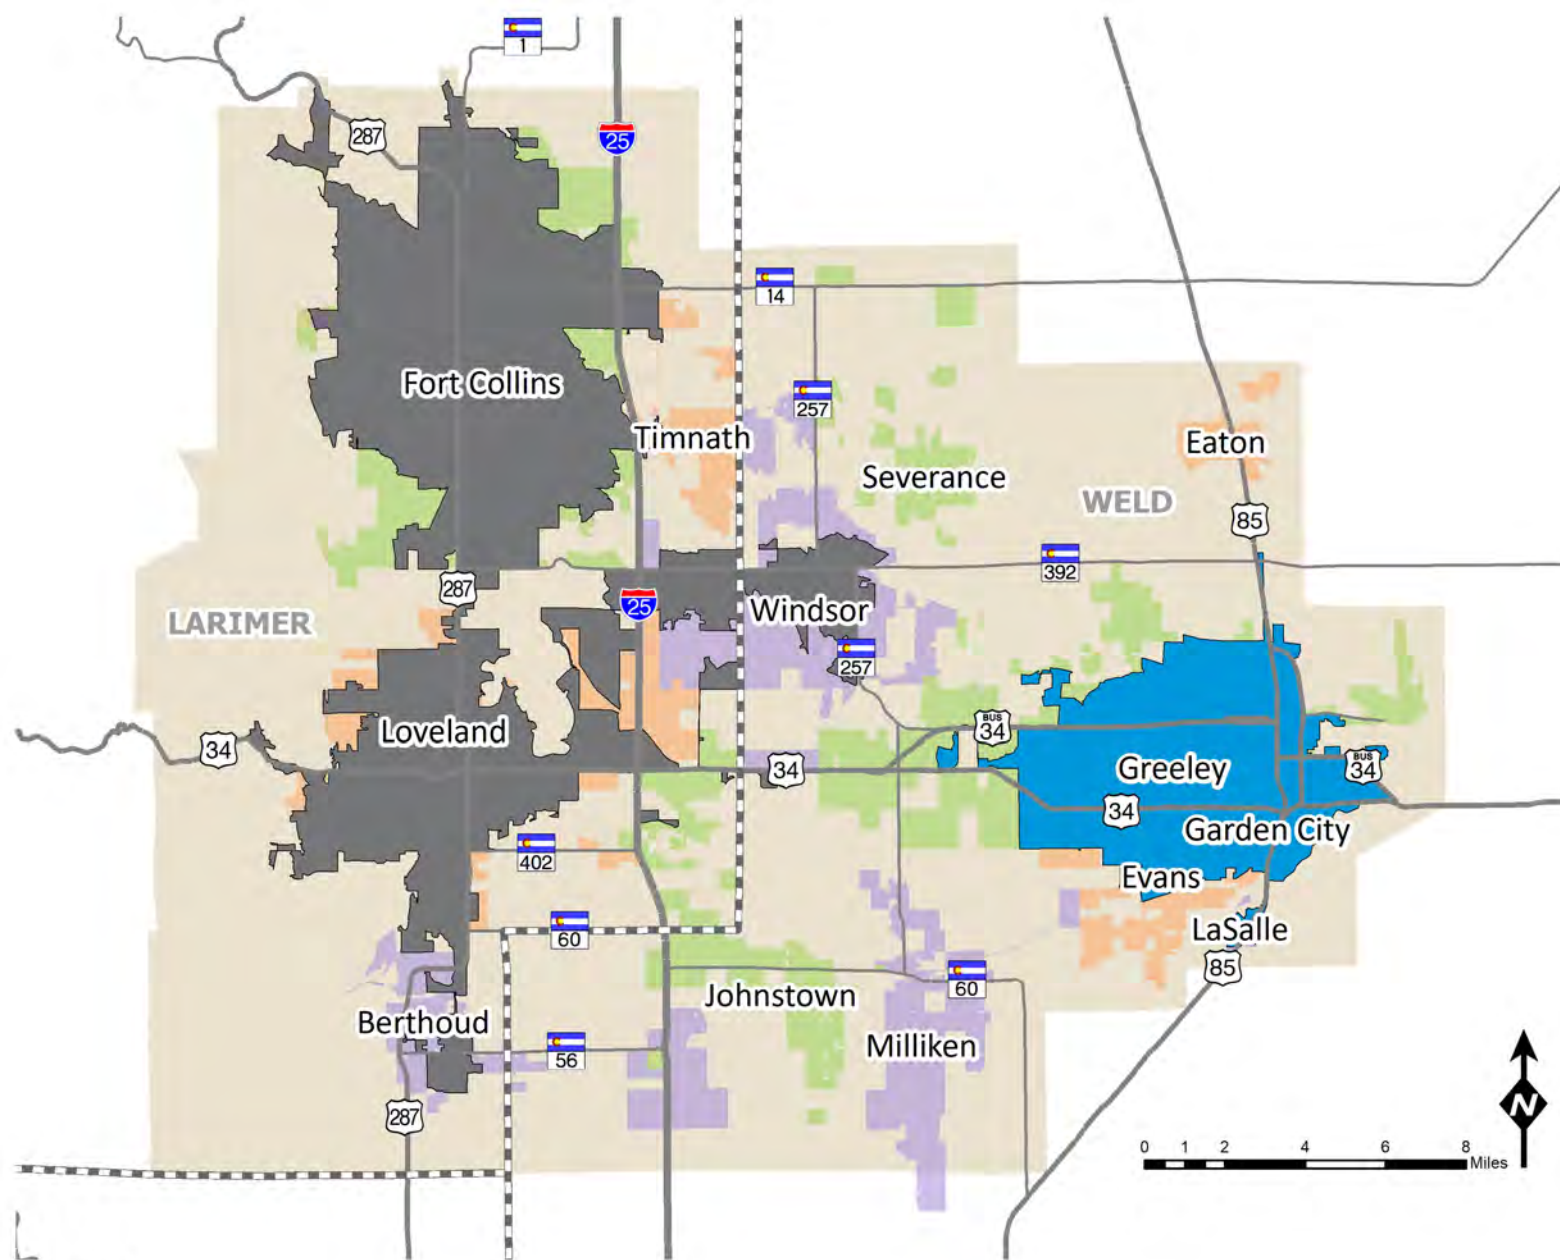 1
287
25
14
Fort Collins
257
Timnath
Eaton
Severance
WELD
85
392
287
25
LARIMER
Windsor
257
Loveland
34
BUS
34
34
Greeley
BUS
34
34
Garden City
402
Evans
60
LaSalle
85
60
Johnstown
Berthoud
Milliken
56
287
N
0 1 2 4 6 8
Miles